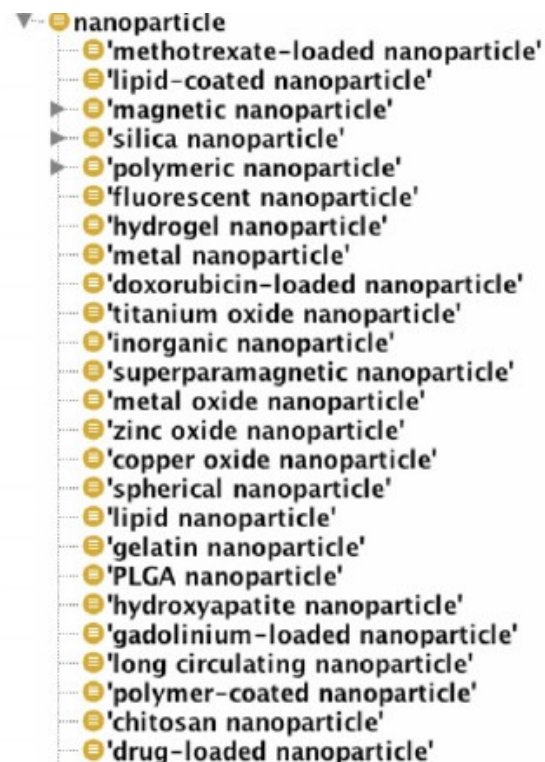 nanoparticle
'methotrexate-loaded nanoparticle'
'lipid-coated nanoparticle'
'magnetic nanoparticle'
'silica nanoparticle'
'polymeric nanoparticle'
'fluorescent nanoparticle'
'hydrogel nanoparticle'
'metal nanoparticle'
'doxorubicin-loaded nanoparticle'
'titanium oxide nanoparticle'
'inorganic nanoparticle'
'superparamagnetic nanoparticle'
'metal oxide nanoparticle'
'zinc oxide nanoparticle'
'copper oxide nanoparticle'
'spherical nanoparticle'
'lipid nanoparticle'
'gelatin nanoparticle'
'PLGA nanoparticle'
'hydroxyapatite nanoparticle'
'gadolinium-loaded nanoparticle'
'long circulating nanoparticle'
'polymer-coated nanoparticle'
'chitosan nanoparticle'
'drug-loaded nanoparticle'